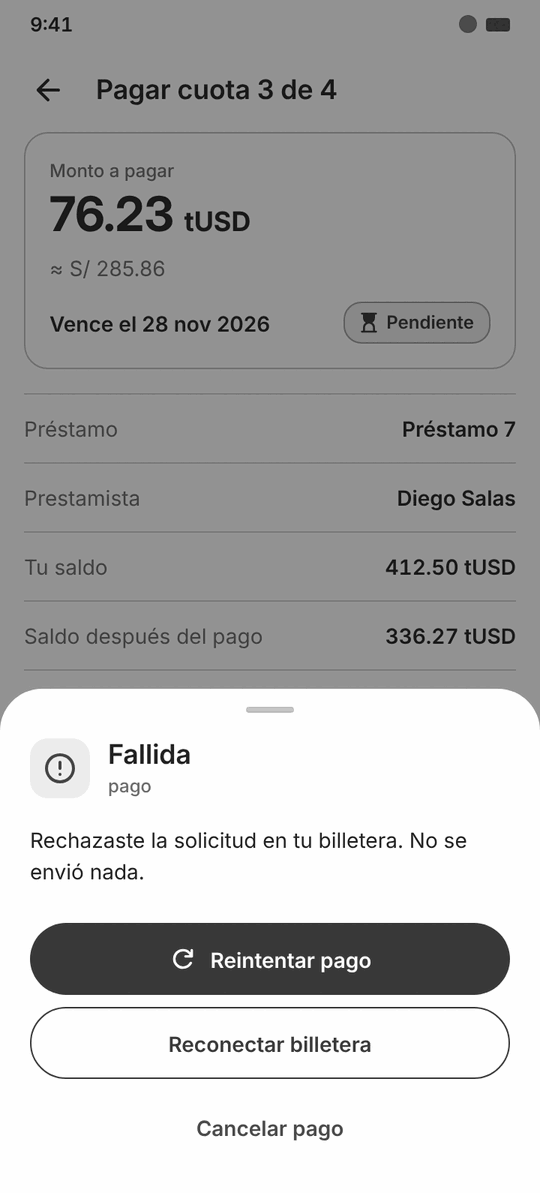 9:41
Pagar cuota 3 de 4
Monto a pagar
76.23 tUSD
≈ S/ 285.86
Vence el 28 nov 2026
Pendiente
Préstamo
Préstamo 7
Prestamista
Diego Salas
Tu saldo
412.50 tUSD
Saldo después del pago
336.27 tUSD
Fallida
pago
Rechazaste la solicitud en tu billetera. No se
envió nada.
Reintentar pago
Reconectar billetera
Cancelar pago